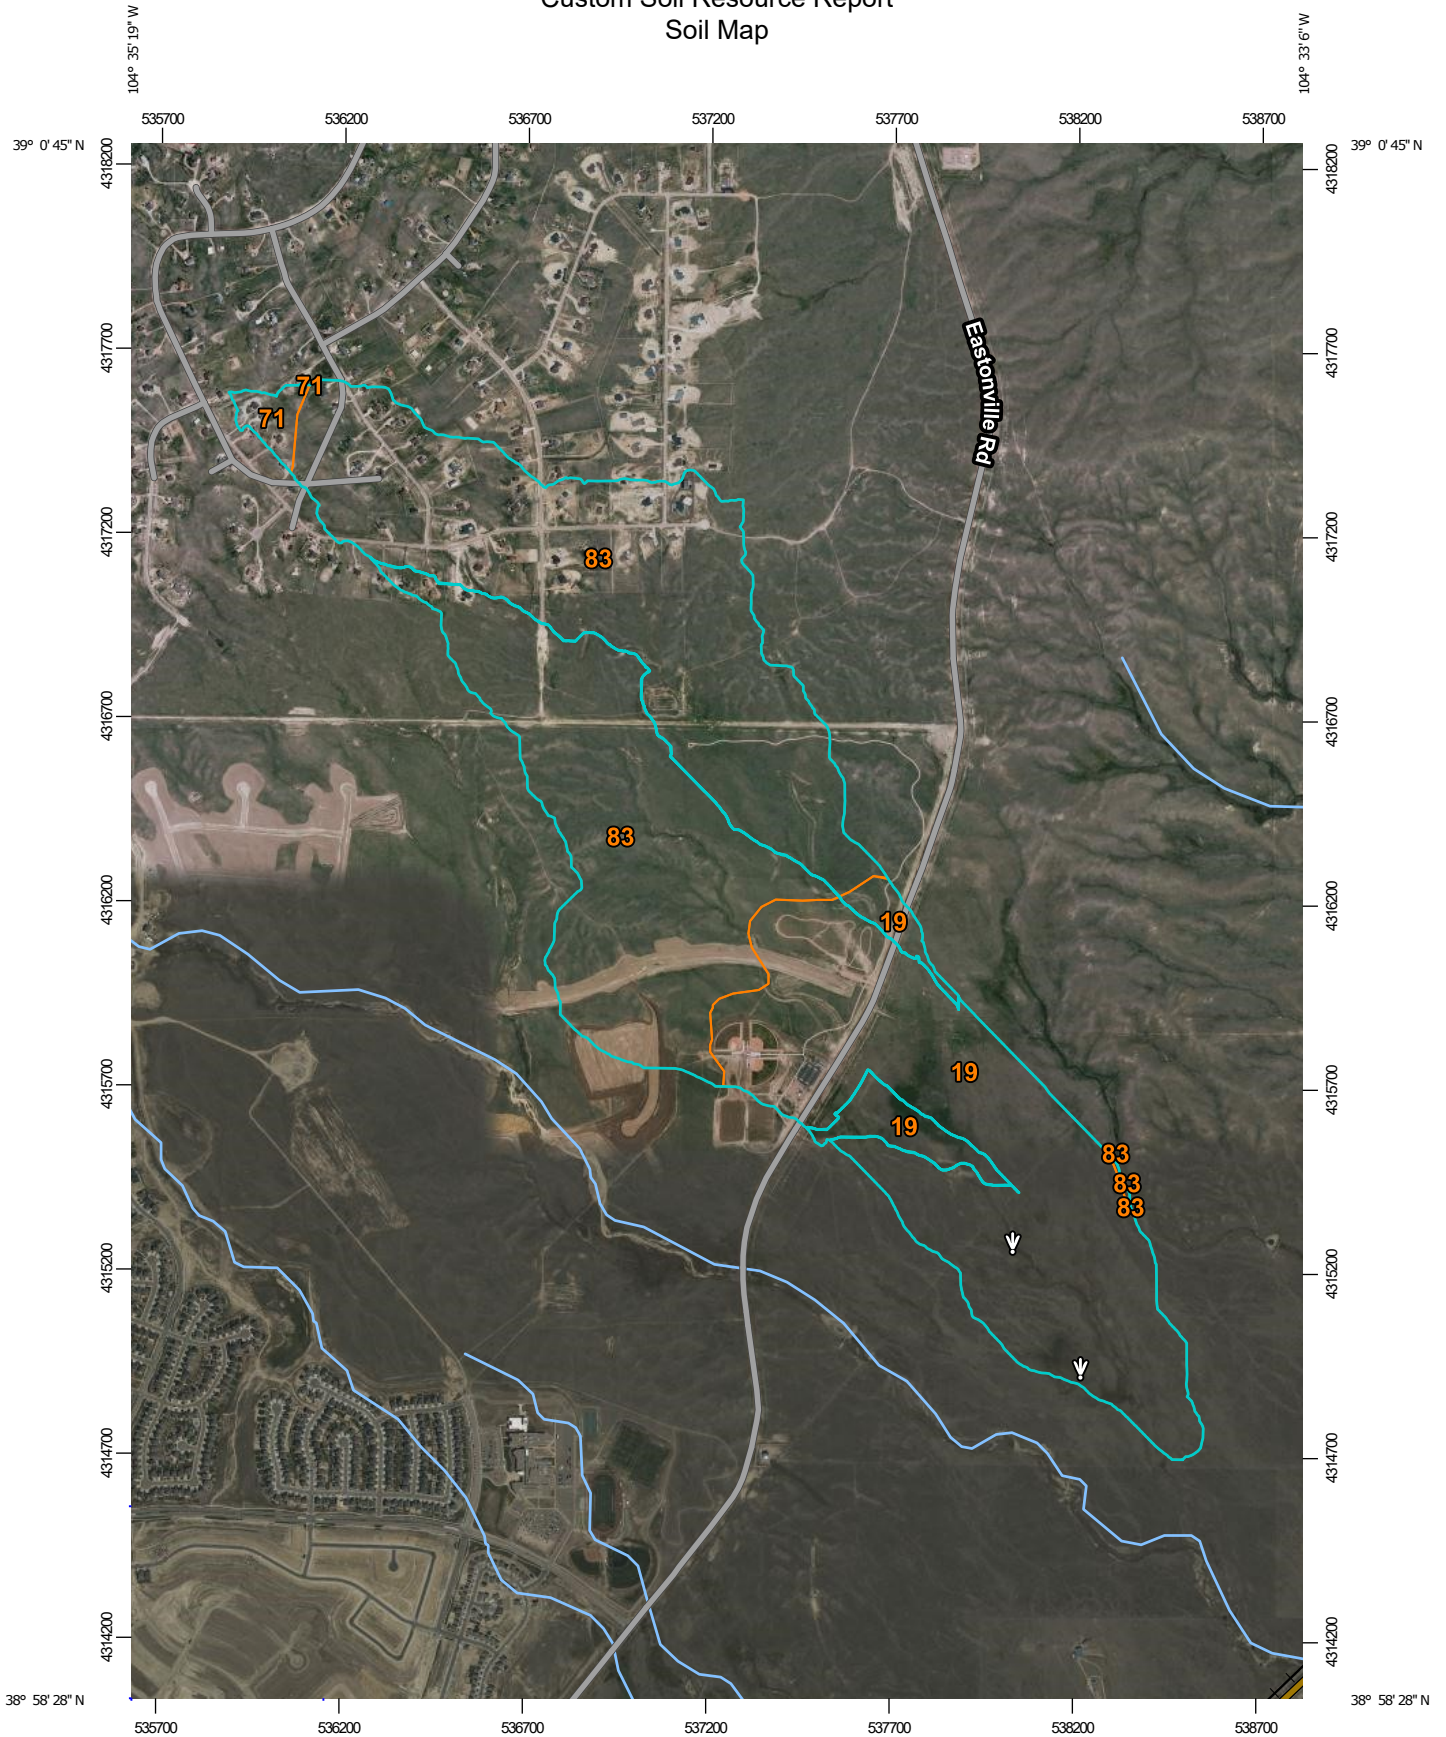 Custom Soil Resource Report
Soil Map
104° 35' 19" W
104° 33' 6" W
535700 536200 536700 537200 537700 538200 538700
39° 0' 45" N
39° 0' 45" N
4318200
4318200
4317700
4317700
Eastonville Rd
71
71
4317200
4317200
83
4316700
4316700
83
4316200
4316200
19
4315700
4315700
19
19
83
83
83
4315200
4315200
4314700
4314700
4314200
4314200
38° 58' 28" N
38° 58' 28" N
535700 536200 536700 537200 537700 538200 538700